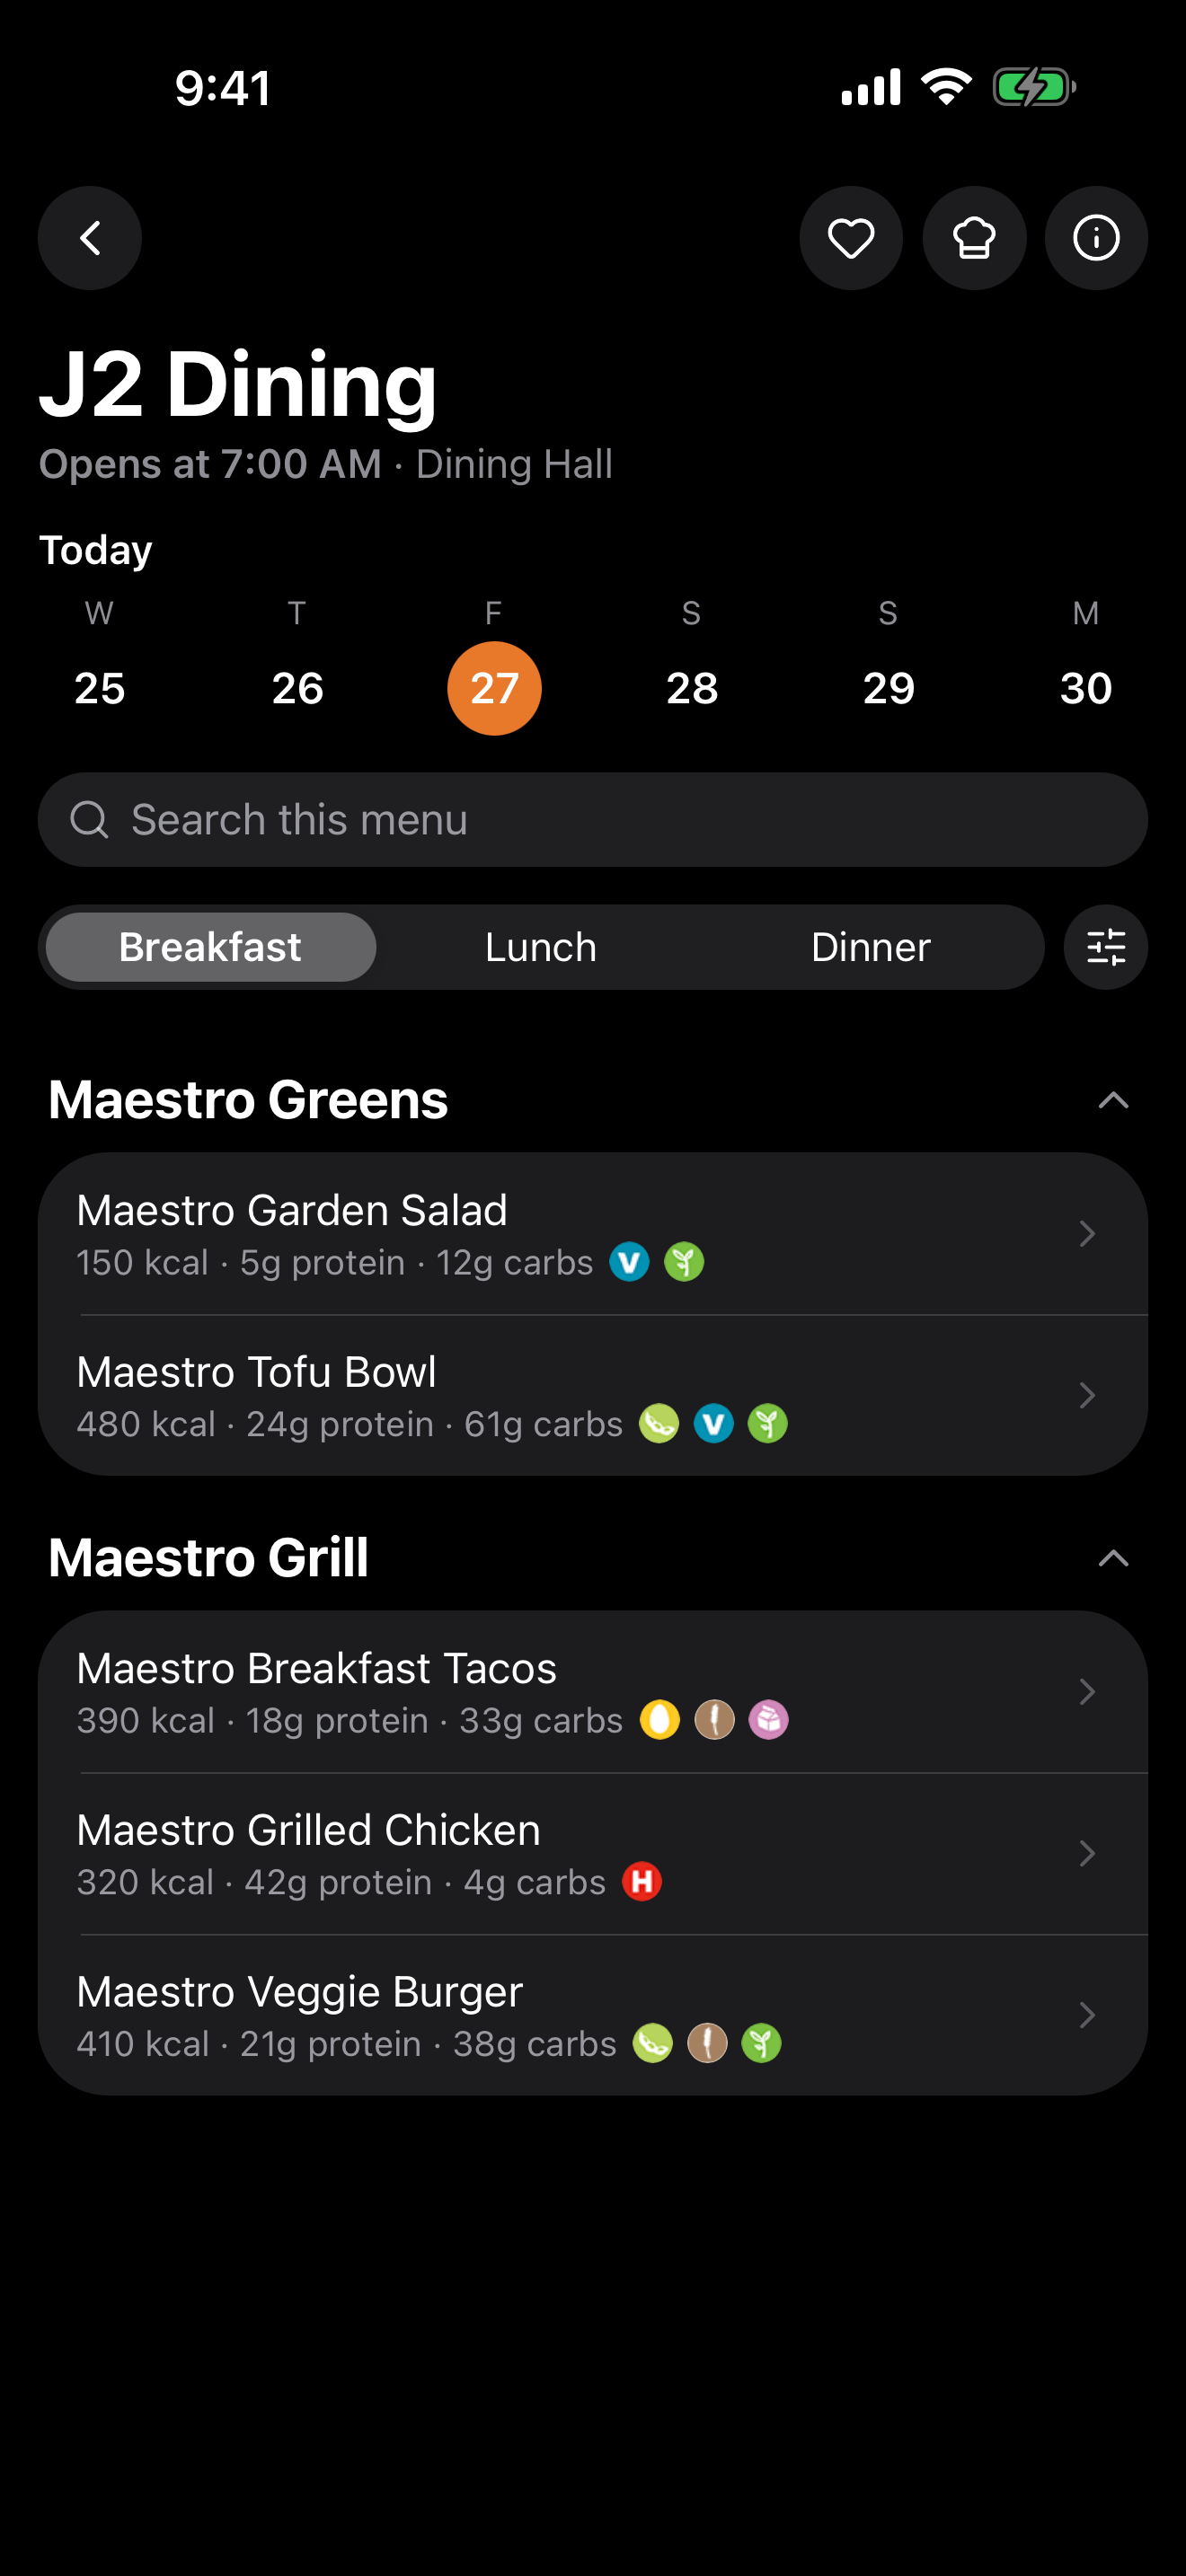 9:41
J2 Dining
Opens at 7:00 AM · Dining Hall
Today
W T F S S M
25 26 27 28 29 30
Search this menu
Breakfast Lunch Dinner
Maestro Greens
Maestro Garden Salad
150 kcal · 5g protein · 12g carbs V
Maestro Tofu Bowl
480 kcal · 24g protein · 61g carbs V
Maestro Grill
Maestro Breakfast Tacos
390 kcal · 18g protein · 33g carbs
Maestro Grilled Chicken
320 kcal · 42g protein · 4g carbs H
Maestro Veggie Burger
410 kcal · 21g protein · 38g carbs